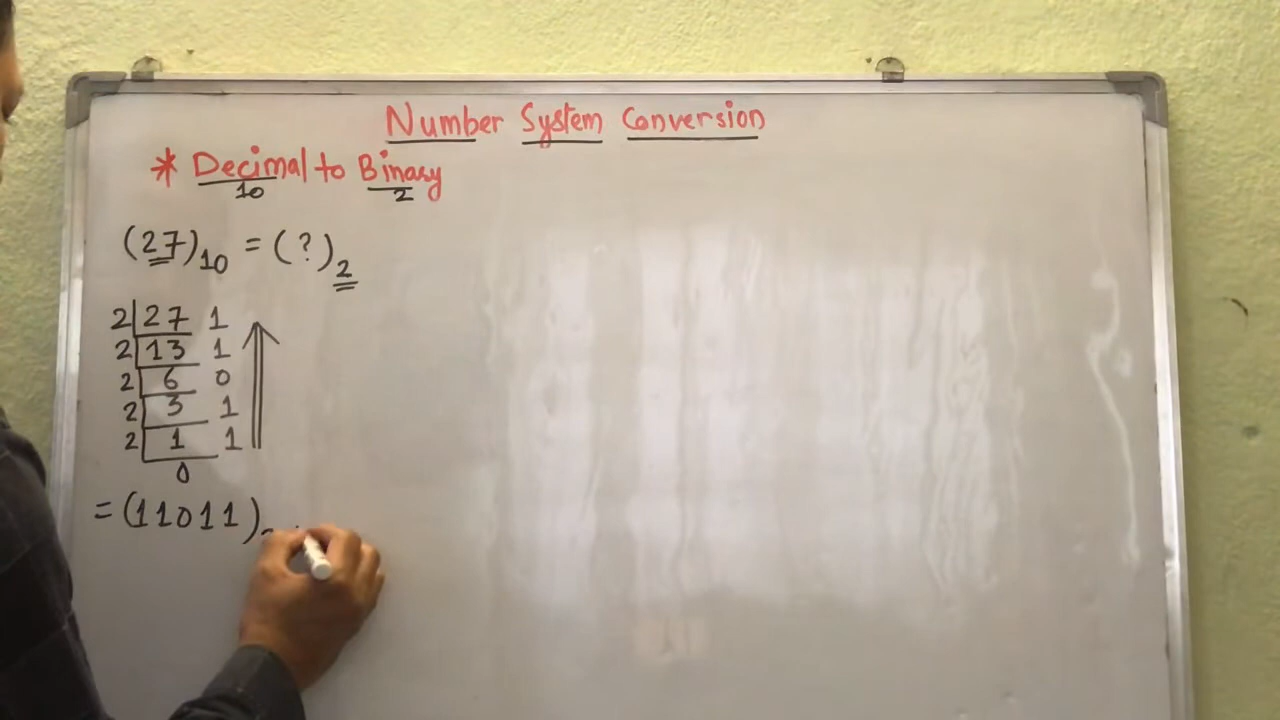 Number System Conversion
* Decimal to Binary
10 2
(27)10 = (?)2
2 27 1
2 13 1
2 6 0
2 3 1
2 1 1
0
= (11011)